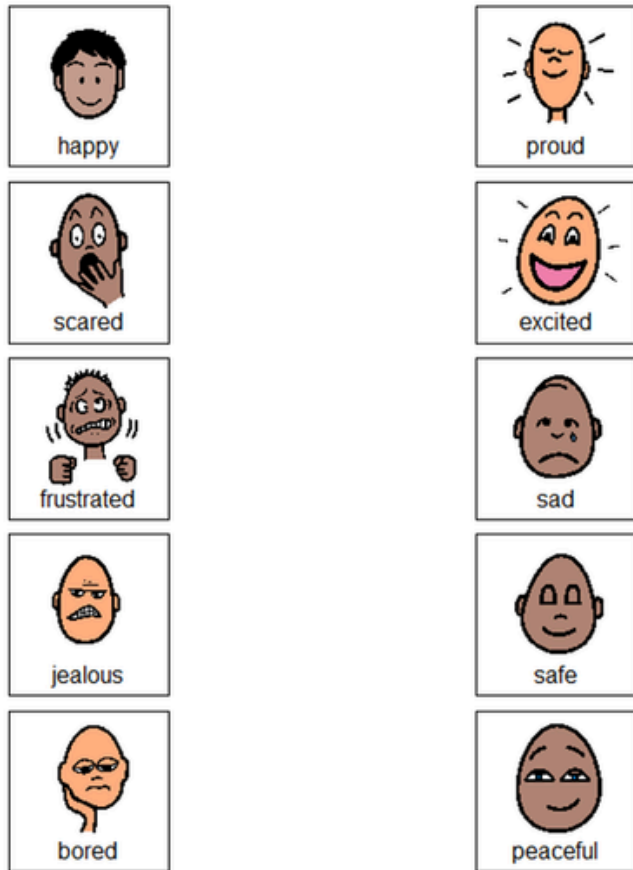 happy
proud
scared
excited
frustrated
sad
jealous
safe
bored
peaceful